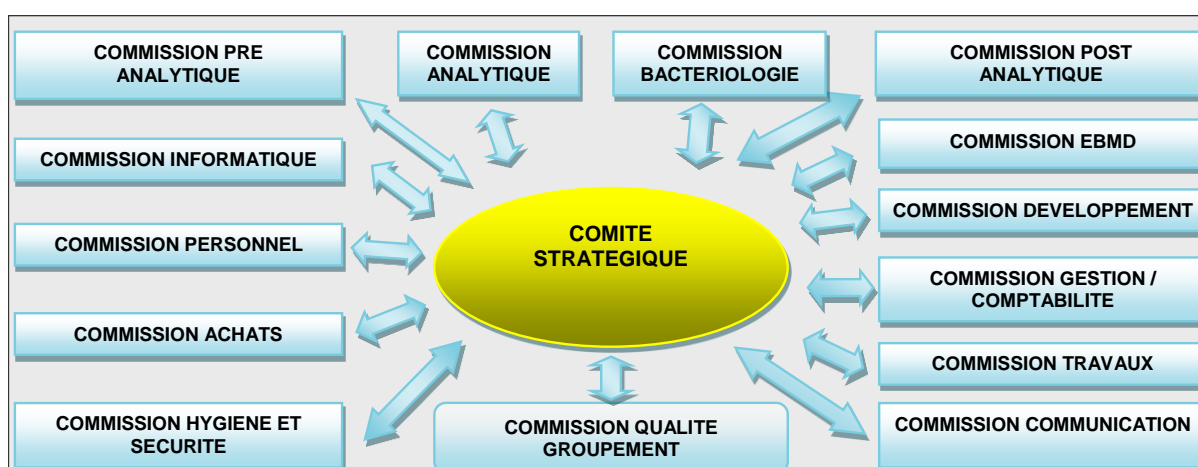 COMMISSION PRE
ANALYTIQUE
COMMISSION
ANALYTIQUE
COMMISSION
BACTERIOLOGIE
COMMISSION POST
ANALYTIQUE
COMMISSION INFORMATIQUE
COMMISSION EBMD
COMMISSION PERSONNEL
COMITE
STRATEGIQUE
COMMISSION DEVELOPPEMENT
COMMISSION GESTION /
COMPTABILITE
COMMISSION ACHATS
COMMISSION TRAVAUX
COMMISSION HYGIENE ET
SECURITE
COMMISSION QUALITE
GROUPEMENT
COMMISSION COMMUNICATION